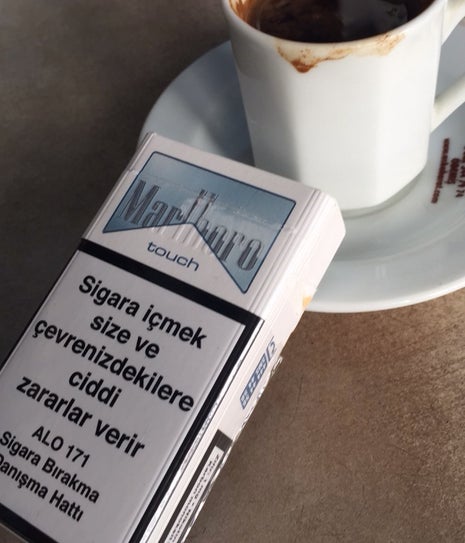 Marlboro
touch
Sigara içmek
size ve
çevrenizdekilere
ciddi
zararlar verir
ALO 171
Sigara Bırakma
Danışma Hattı